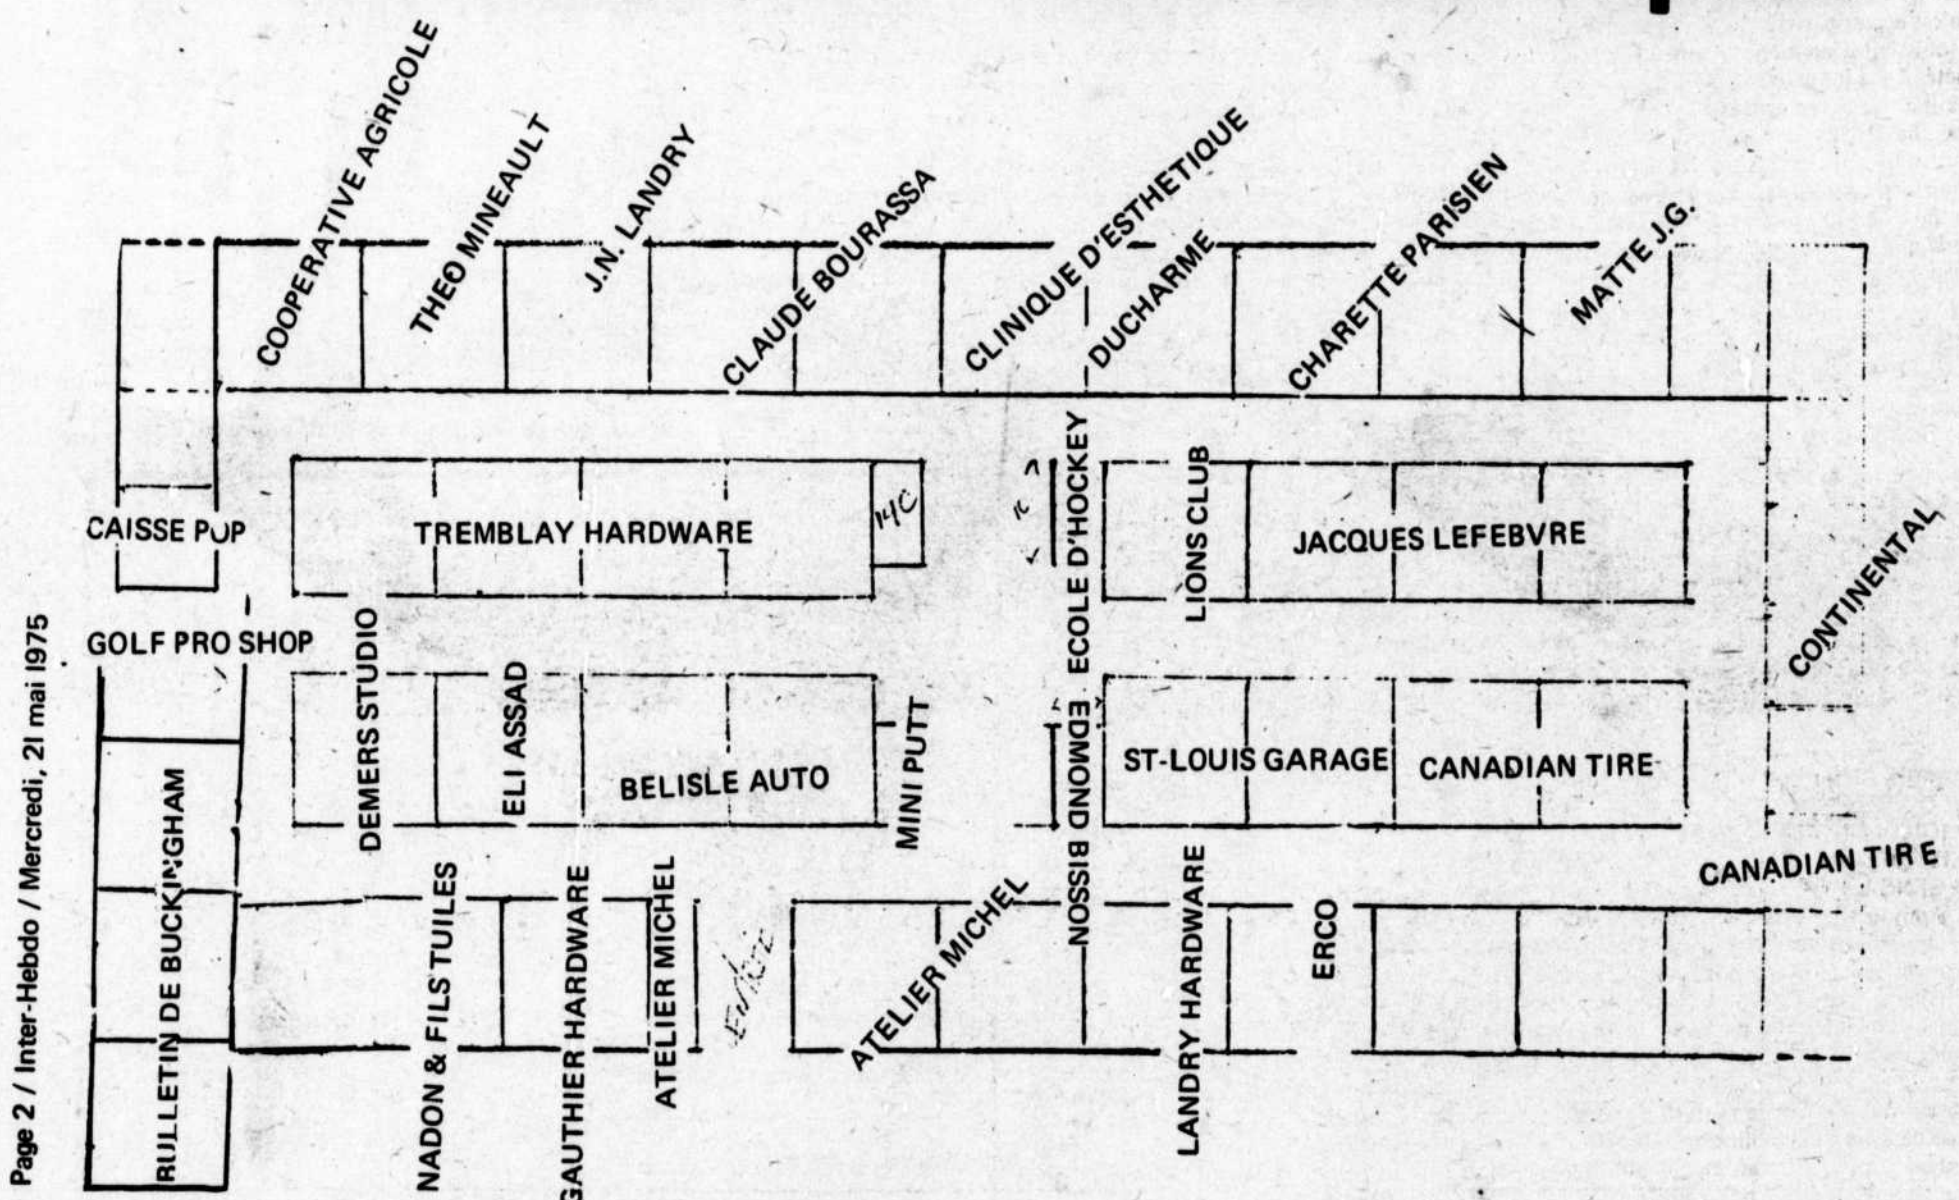 COOPERATIVE AGRICOLE
THEO MINEAULT
J.N. LANDRY
CLAUDE BOURASSA
CLINIQUE D'ESTHETIQUE
DUCHARME
CHARETTE PARISIEN
MATTE J.G.
CAISSE POP
TREMBLAY HARDWARE
14C
ECOLE D'HOCKEY
LIONS CLUB
JACQUES LEFEBVRE
CONTINENTAL
GOLF PRO SHOP
DEMERS STUDIO
ELI ASSAD
BELISLE AUTO
MINI PUTT
EDMOND BISSON
ST-LOUIS GARAGE
CANADIAN TIRE
CANADIAN TIRE
BULLETIN DE BUCKINGHAM
NADON & FILS TUILES
GAUTHIER HARDWARE
ATELIER MICHEL
ATELIER MICHEL
LANDRY HARDWARE
ERCO
Page 2 / Inter-Hebdo / Mercredi, 21 mai 1975